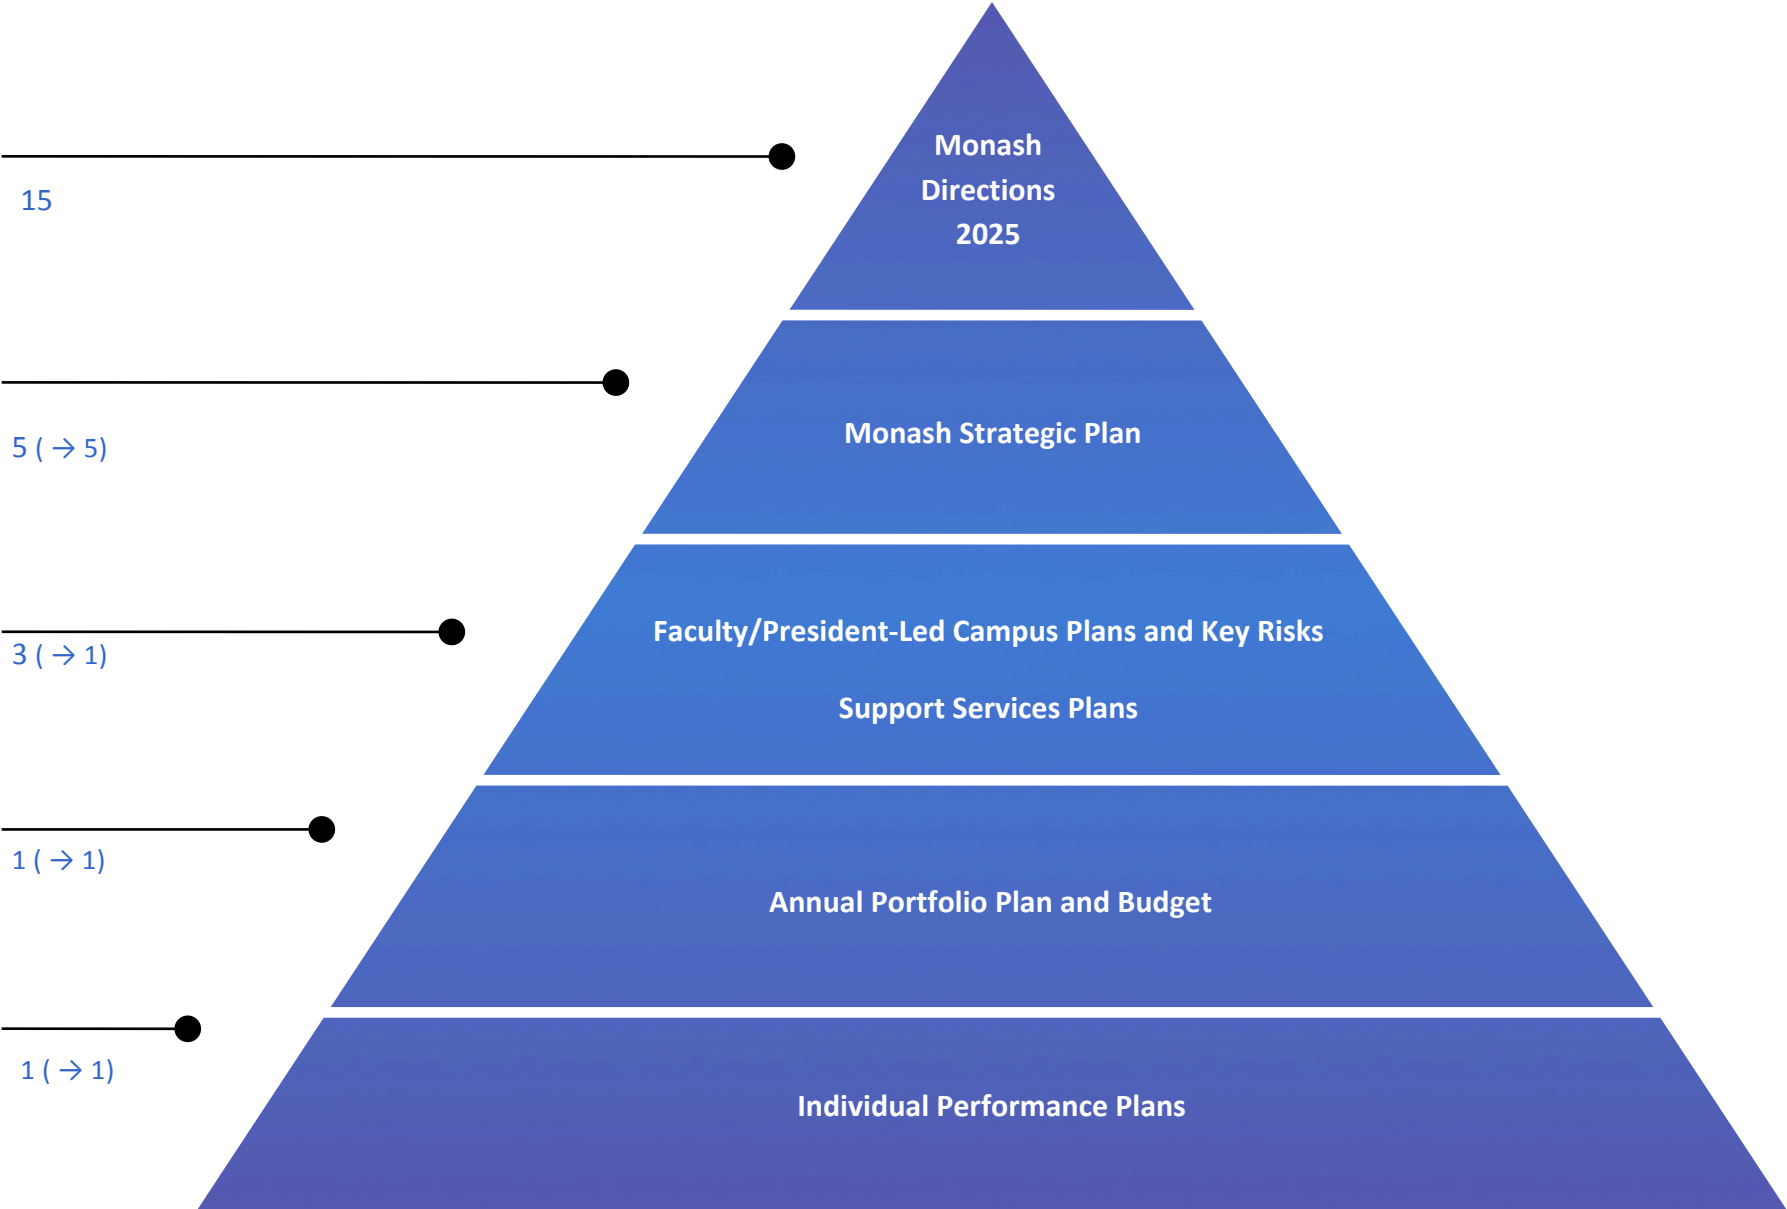 Monash
Directions
2025
15
Monash Strategic Plan
5 ( → 5)
Faculty/President-Led Campus Plans and Key Risks
3 ( → 1)
Support Services Plans
1 ( → 1)
Annual Portfolio Plan and Budget
1 ( → 1)
Individual Performance Plans